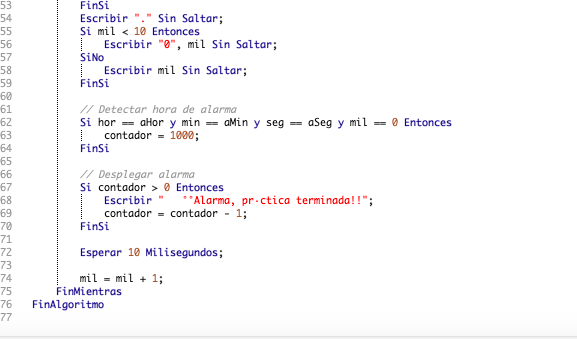 53 FinSi
54 Escribir "." Sin Saltar;
55 Si mil < 10 Entonces
56 Escribir "0", mil Sin Saltar;
57 SiNo
58 Escribir mil Sin Saltar;
59 FinSi
60
61 // Detectar hora de alarma
62 Si hor == aHor y min == aMin y seg == aSeg y mil == 0 Entonces
63 contador = 1000;
64 FinSi
65
66 // Desplegar alarma
67 Si contador > 0 Entonces
68 Escribir "   °°Alarma, pr·ctica terminada!!";
69 contador = contador - 1;
70 FinSi
71
72 Esperar 10 Milisegundos;
73
74 mil = mil + 1;
75 FinMientras
76 FinAlgoritmo
77